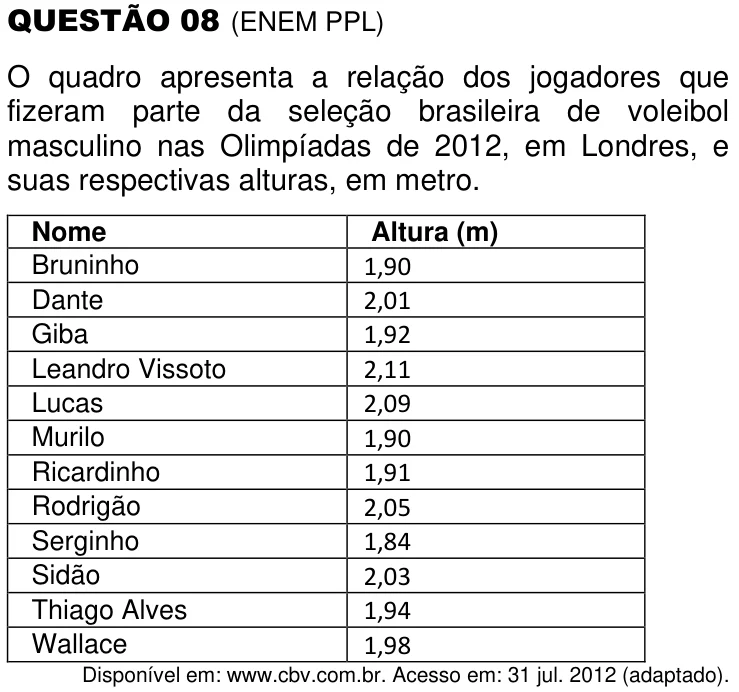 QUESTÃO 08 (ENEM PPL)
O quadro apresenta a relação dos jogadores que
fizeram parte da seleção brasileira de voleibol
masculino nas Olimpíadas de 2012, em Londres, e
suas respectivas alturas, em metro.
Nome Altura (m)
Bruninho 1,90
Dante 2,01
Giba 1,92
Leandro Vissoto 2,11
Lucas 2,09
Murilo 1,90
Ricardinho 1,91
Rodrigão 2,05
Serginho 1,84
Sidão 2,03
Thiago Alves 1,94
Wallace 1,98
Disponível em: www.cbv.com.br. Acesso em: 31 jul. 2012 (adaptado).